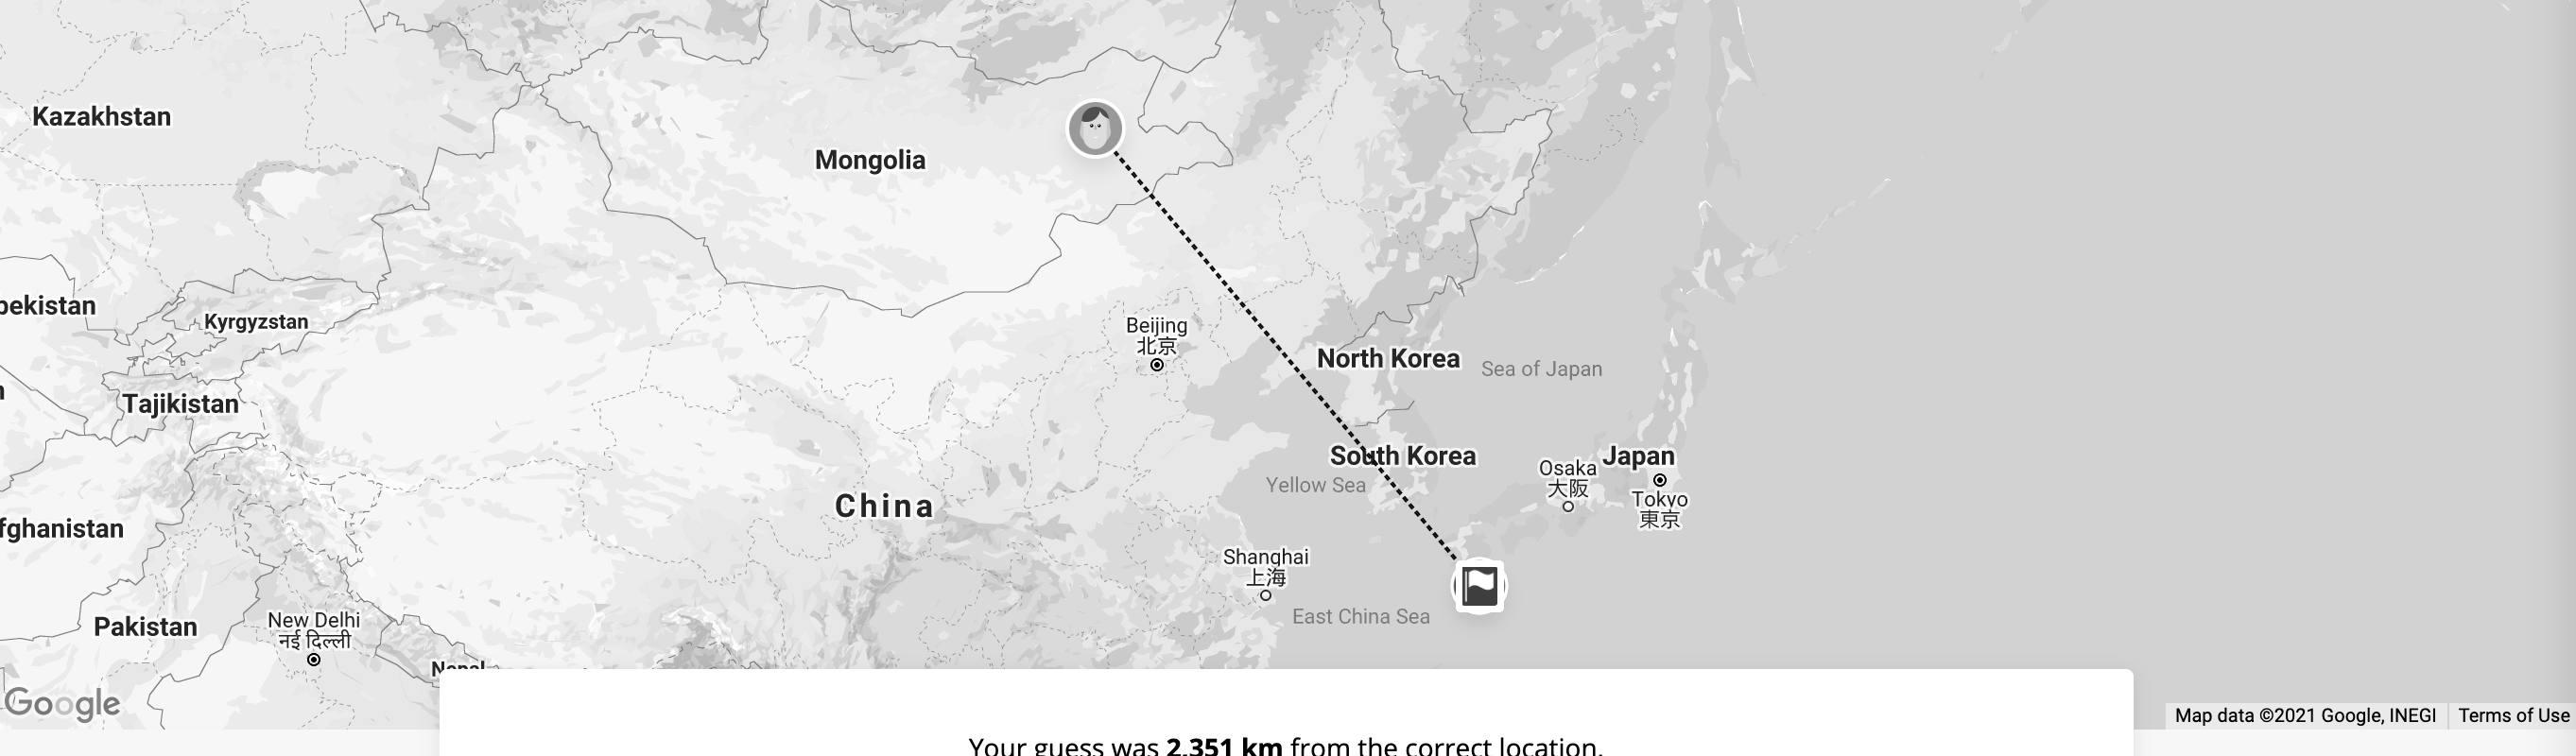 Kazakhstan
Mongolia
bekistan
Kyrgyzstan
Beijing
北京
North Korea
Sea of Japan
Tajikistan
South Korea
Japan
Osaka
大阪
Yellow Sea
Tokyo
東京
China
fghanistan
Shanghai
上海
East China Sea
Pakistan
New Delhi
नई दिल्ली
Nepal
Google
Map data ©2021 Google, INEGI
Terms of Use
Your guess was 2,351 km from the correct location.